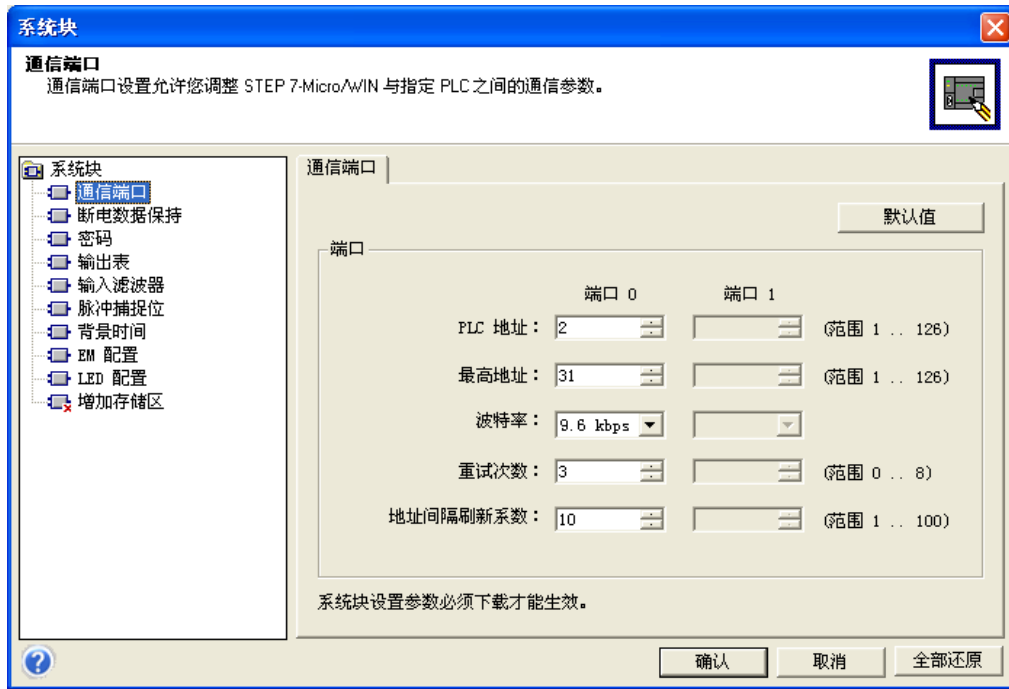 系统块
通信端口
通信端口设置允许您调整 STEP 7-Micro/WIN 与指定 PLC 之间的通信参数。
系统块
通信端口
断电数据保持
密码
输出表
输入滤波器
脉冲捕捉位
背景时间
EM 配置
LED 配置
增加存储区
通信端口
默认值
端口
端口 0 端口 1
PLC 地址： 2 (范围 1 .. 126)
最高地址： 31 (范围 1 .. 126)
波特率： 9.6 kbps
重试次数： 3 (范围 0 .. 8)
地址间隔刷新系数： 10 (范围 1 .. 100)
系统块设置参数必须下载才能生效。
确认 取消 全部还原